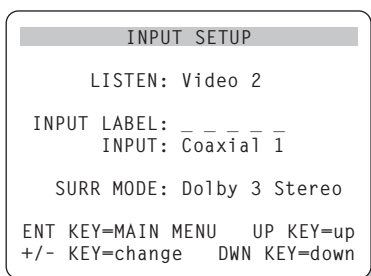 INPUT SETUP
LISTEN: Video 2
INPUT LABEL: _ _ _ _ _
INPUT: Coaxial 1
SURR MODE: Dolby 3 Stereo
ENT KEY=MAIN MENU UP KEY=up
+/- KEY=change DWN KEY=down